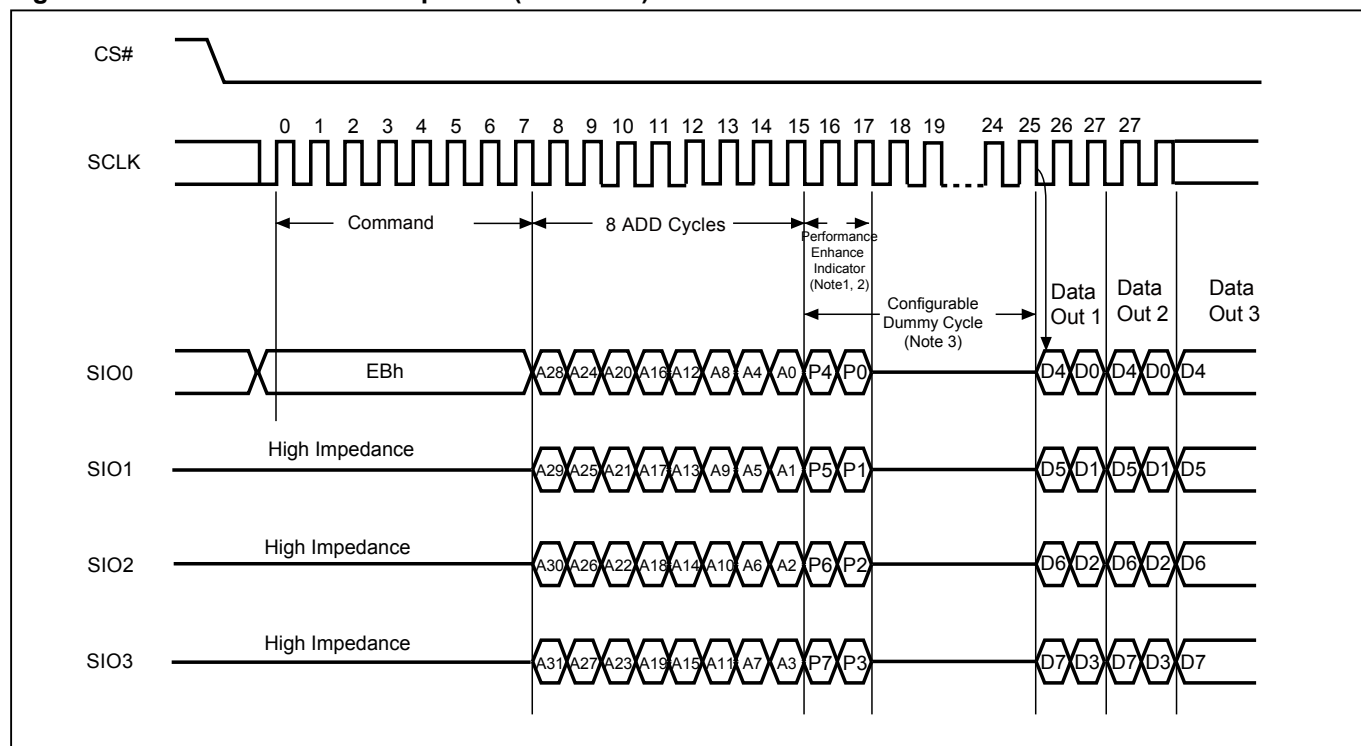 CS#
0 1 2 3 4 5 6 7 8 9 10 11 12 13 14 15 16 17 18 19 24 25 26 27 27
SCLK
Command
8 ADD Cycles
Performance
Enhance
Indicator
(Note1, 2)
Configurable
Dummy Cycle
(Note 3)
Data
Out 1
Data
Out 2
Data
Out 3
SIO0 EBh A28 A24 A20 A16 A12 A8 A4 A0 P4 P0 D4 D0 D4 D0 D4
High Impedance
SIO1 A29 A25 A21 A17 A13 A9 A5 A1 P5 P1 D5 D1 D5 D1 D5
High Impedance
SIO2 A30 A26 A22 A18 A14 A10 A6 A2 P6 P2 D6 D2 D6 D2 D6
High Impedance
SIO3 A31 A27 A23 A19 A15 A11 A7 A3 P7 P3 D7 D3 D7 D3 D7